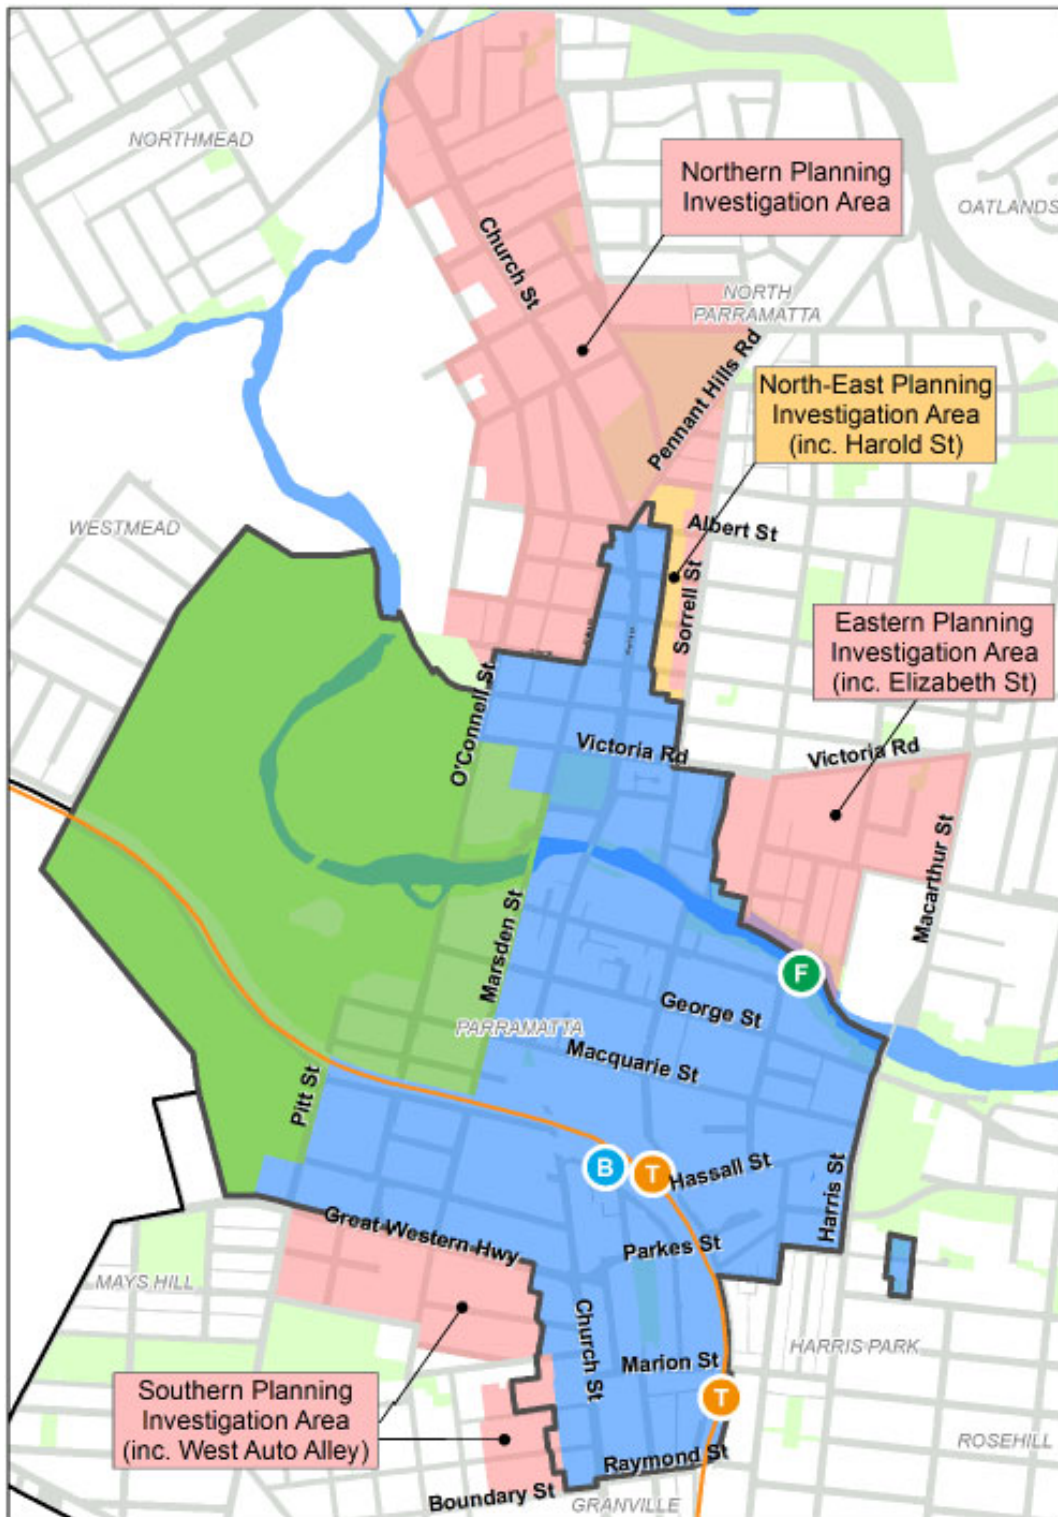 NORTHMEAD
Northern Planning
Investigation Area
OATLANDS
Church St
NORTH
PARRAMATTA
Pennant Hills Rd
North-East Planning
Investigation Area
(inc. Harold St)
WESTMEAD
Albert St
Sorrell St
Eastern Planning
Investigation Area
(inc. Elizabeth St)
O'Connell St
Victoria Rd
Victoria Rd
Macarthur St
Marsden St
F
George St
PARRAMATTA
Macquarie St
Pitt St
B
T
Hassall St
Harris St
Great Western Hwy
Parkes St
MAYS HILL
Church St
HARRIS PARK
Marion St
T
Southern Planning
Investigation Area
(inc. West Auto Alley)
ROSEHILL
Raymond St
Boundary St
GRANVILLE